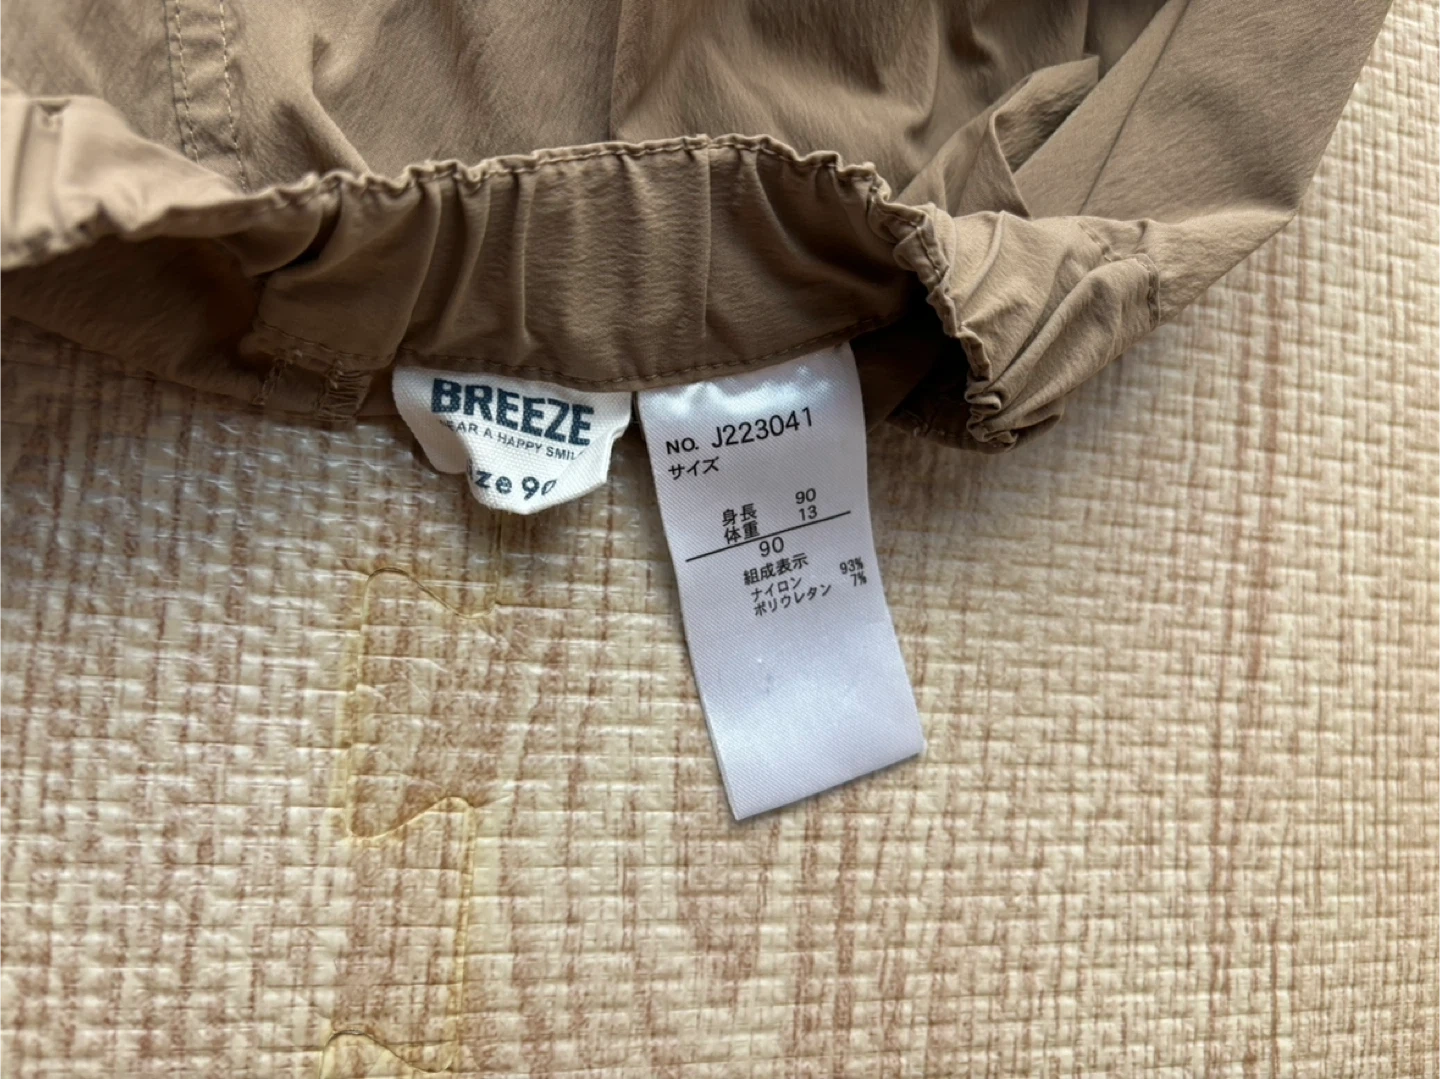 BREEZE
EAR A HAPPY SMIL
ize 90
NO. J223041
サイズ
身長 90
体重 13
90
組成表示
ナイロン 93%
ポリウレタン 7%